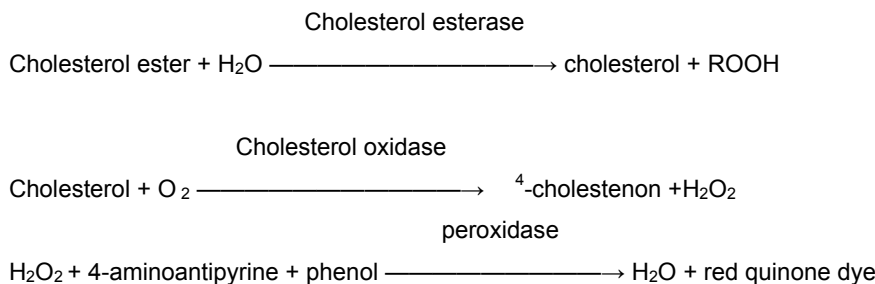 Cholesterol esterase
Cholesterol ester + H₂O ———————————→ cholesterol + ROOH
Cholesterol oxidase
Cholesterol + O ₂ ———————————→ ⁴-cholestenon +H₂O₂
peroxidase
H₂O₂ + 4-aminoantipyrine + phenol —————————→ H₂O + red quinone dye